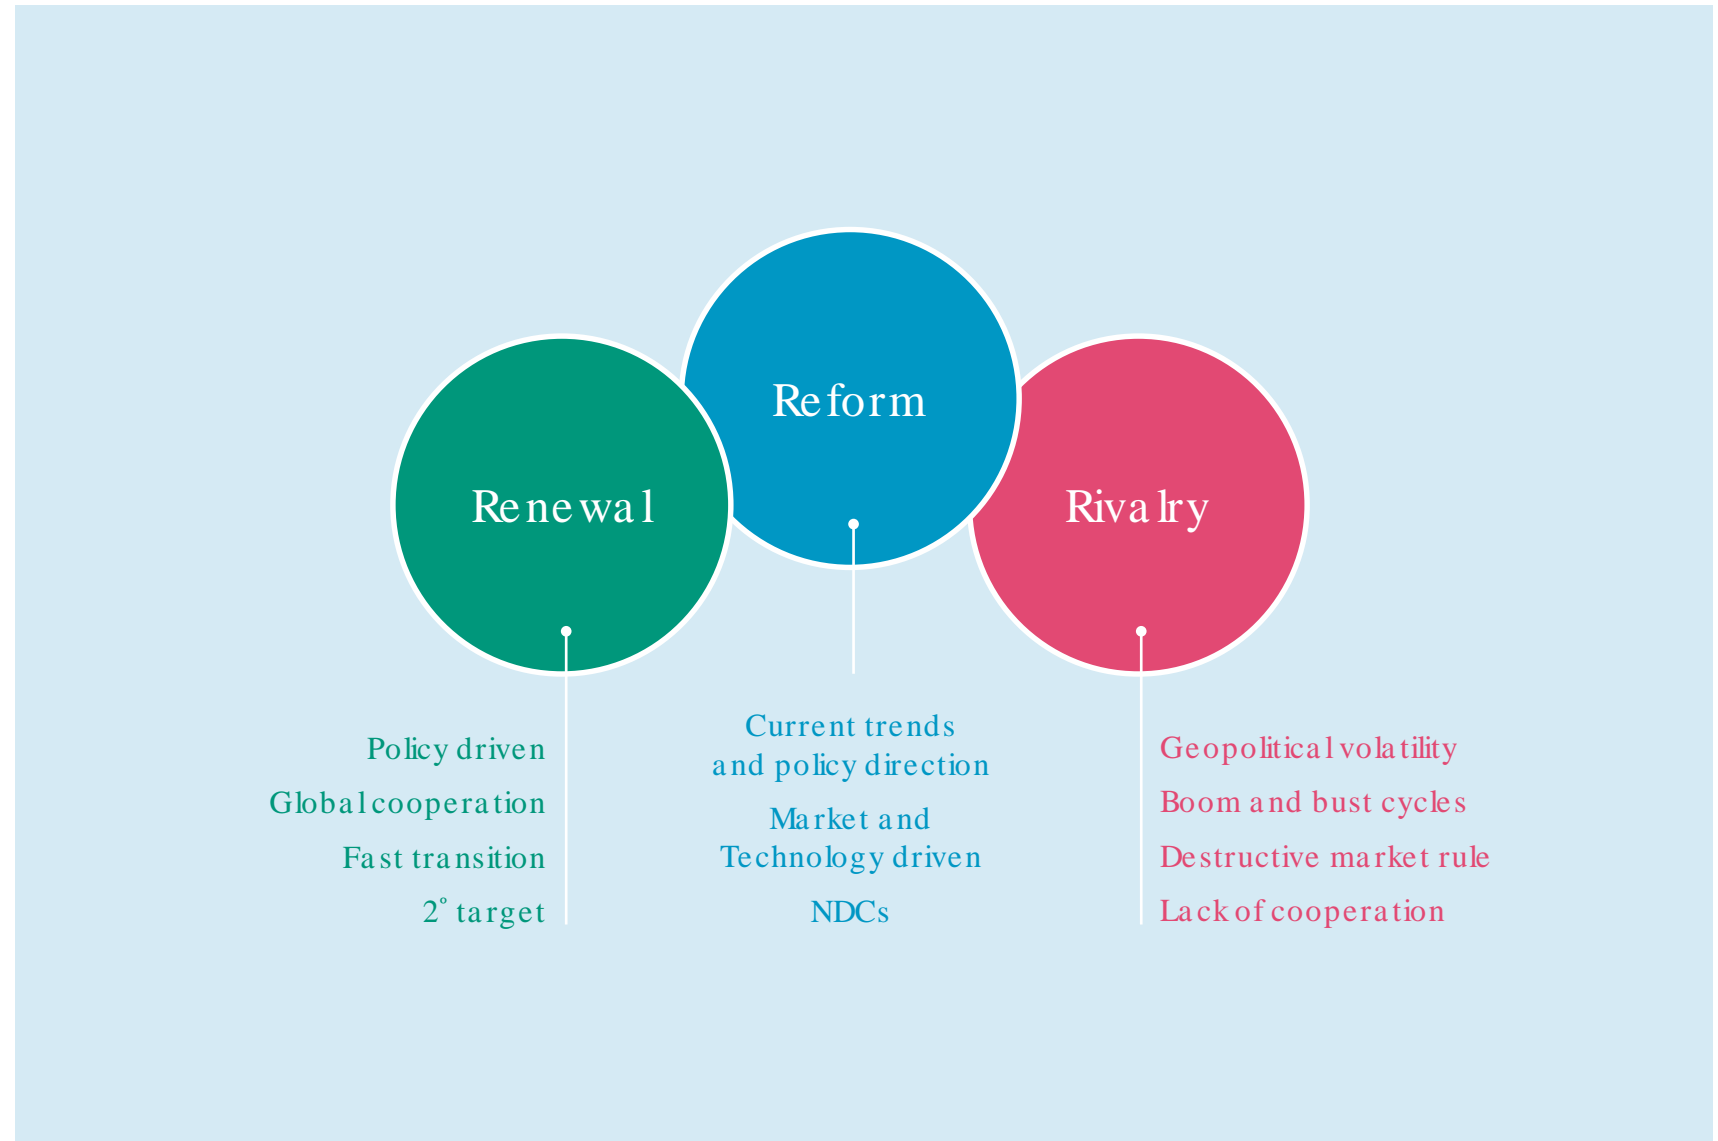 Reform
Renewal
Rivalry
Policy driven
Global cooperation
Fast transition
2° target
Current trends
and policy direction
Market and
Technology driven
NDCs
Geopolitical volatility
Boom and bust cycles
Destructive market rule
Lack of cooperation